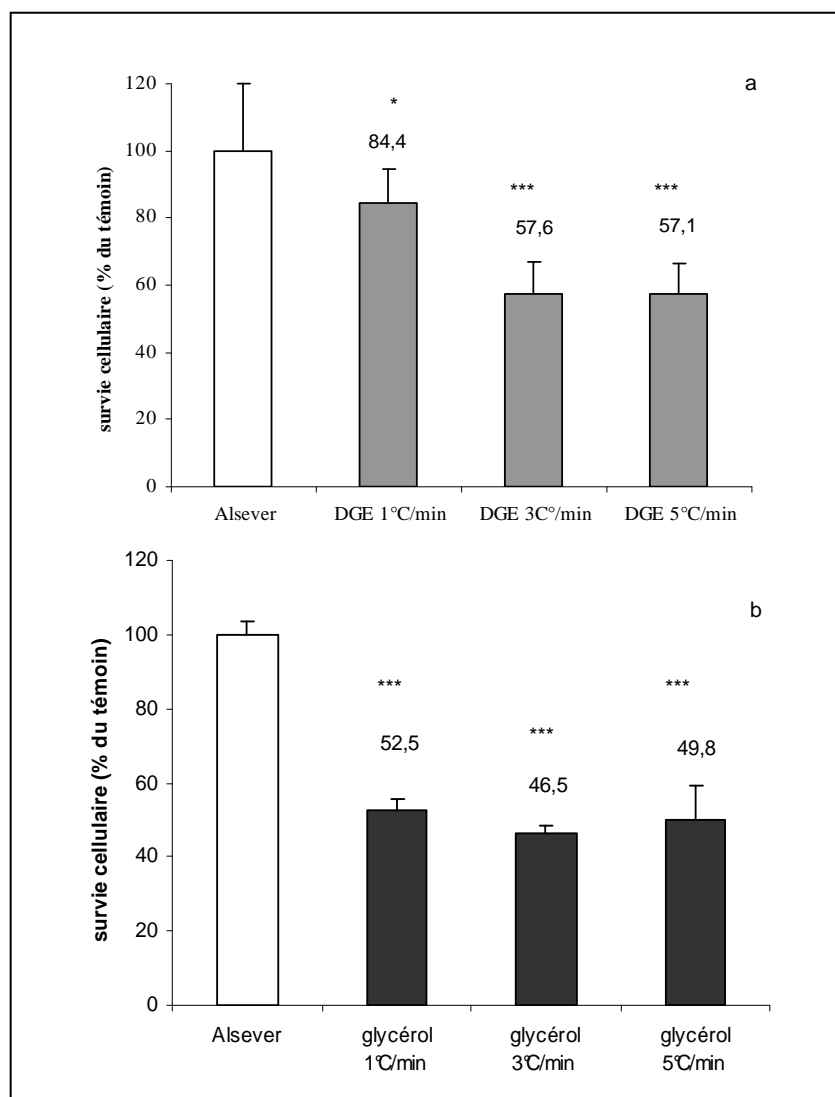 a
120
100
80
60
40
20
0
survie cellulaire (% du témoin)
*
84,4
***
57,6
***
57,1
Alsever
DGE 1°C/min
DGE 3C°/min
DGE 5°C/min
b
120
100
80
60
40
20
0
survie cellulaire (% du témoin)
***
52,5
***
46,5
***
49,8
Alsever
glycérol
1°C/min
glycérol
3°C/min
glycérol
5°C/min